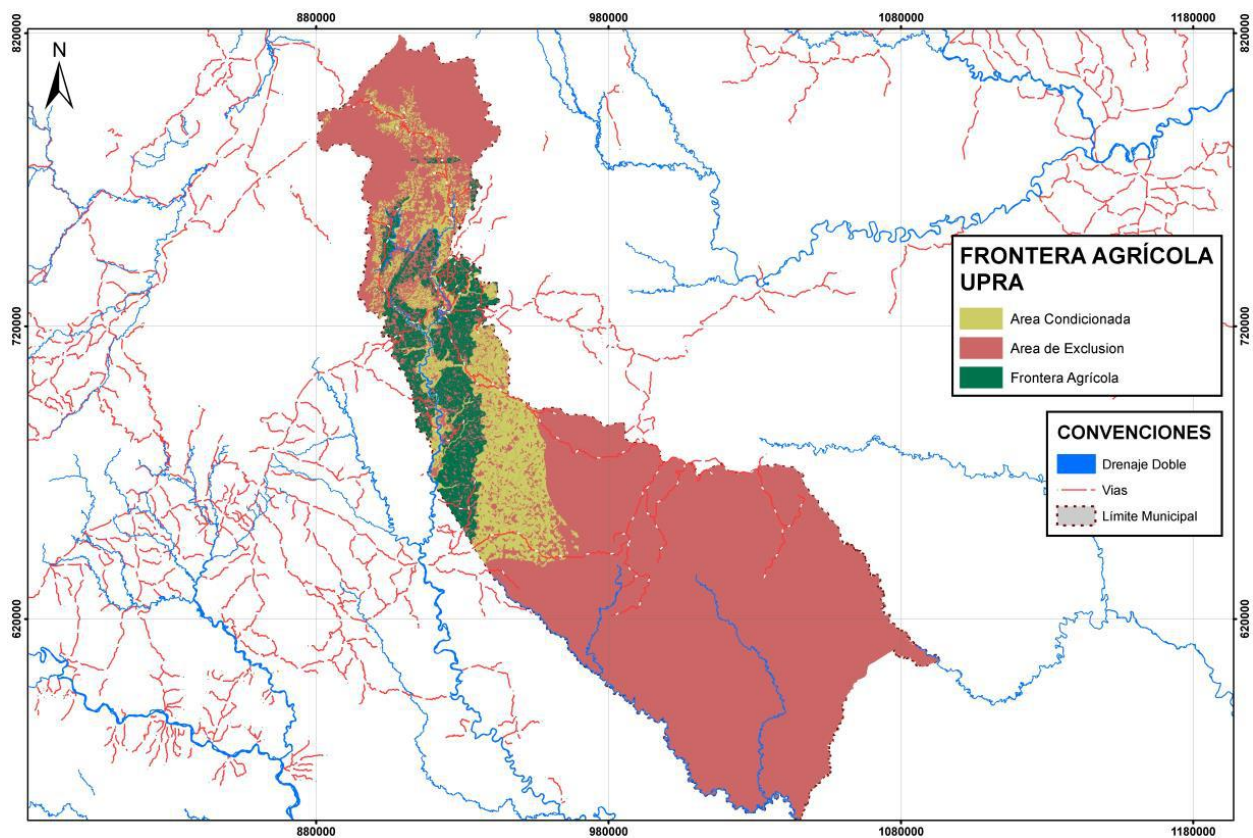 880000
980000
1080000
1180000
820000
820000
N
FRONTERA AGRÍCOLA
UPRA
Area Condicionada
Area de Exclusion
Frontera Agrícola
720000
720000
CONVENCIONES
Drenaje Doble
Vias
Límite Municipal
620000
620000
880000
980000
1080000
1180000